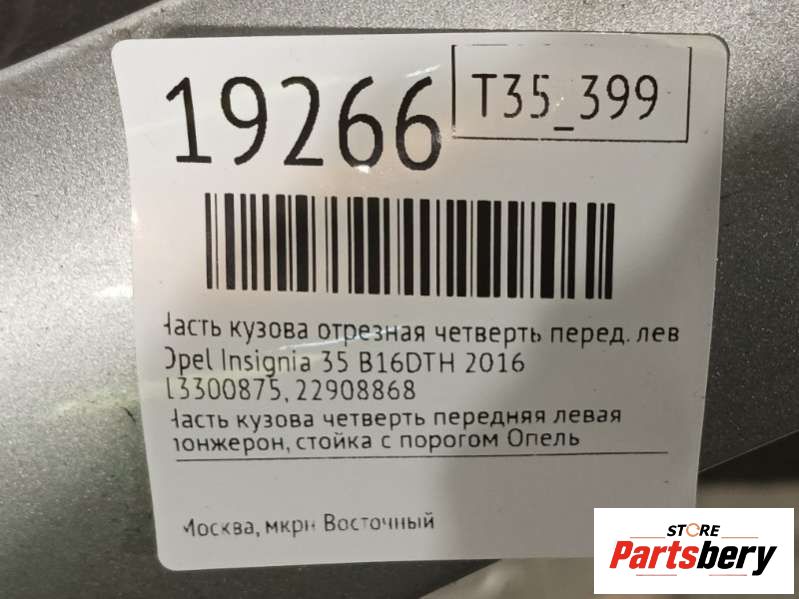 19266
T35_399
Часть кузова отрезная четверть перед. лев
Opel Insignia 35 B16DTH 2016
13300875, 22908868
Часть кузова четверть передняя левая
лонжерон, стойка с порогом Опель
Москва, мкрн Восточный
STORE
Partsbery